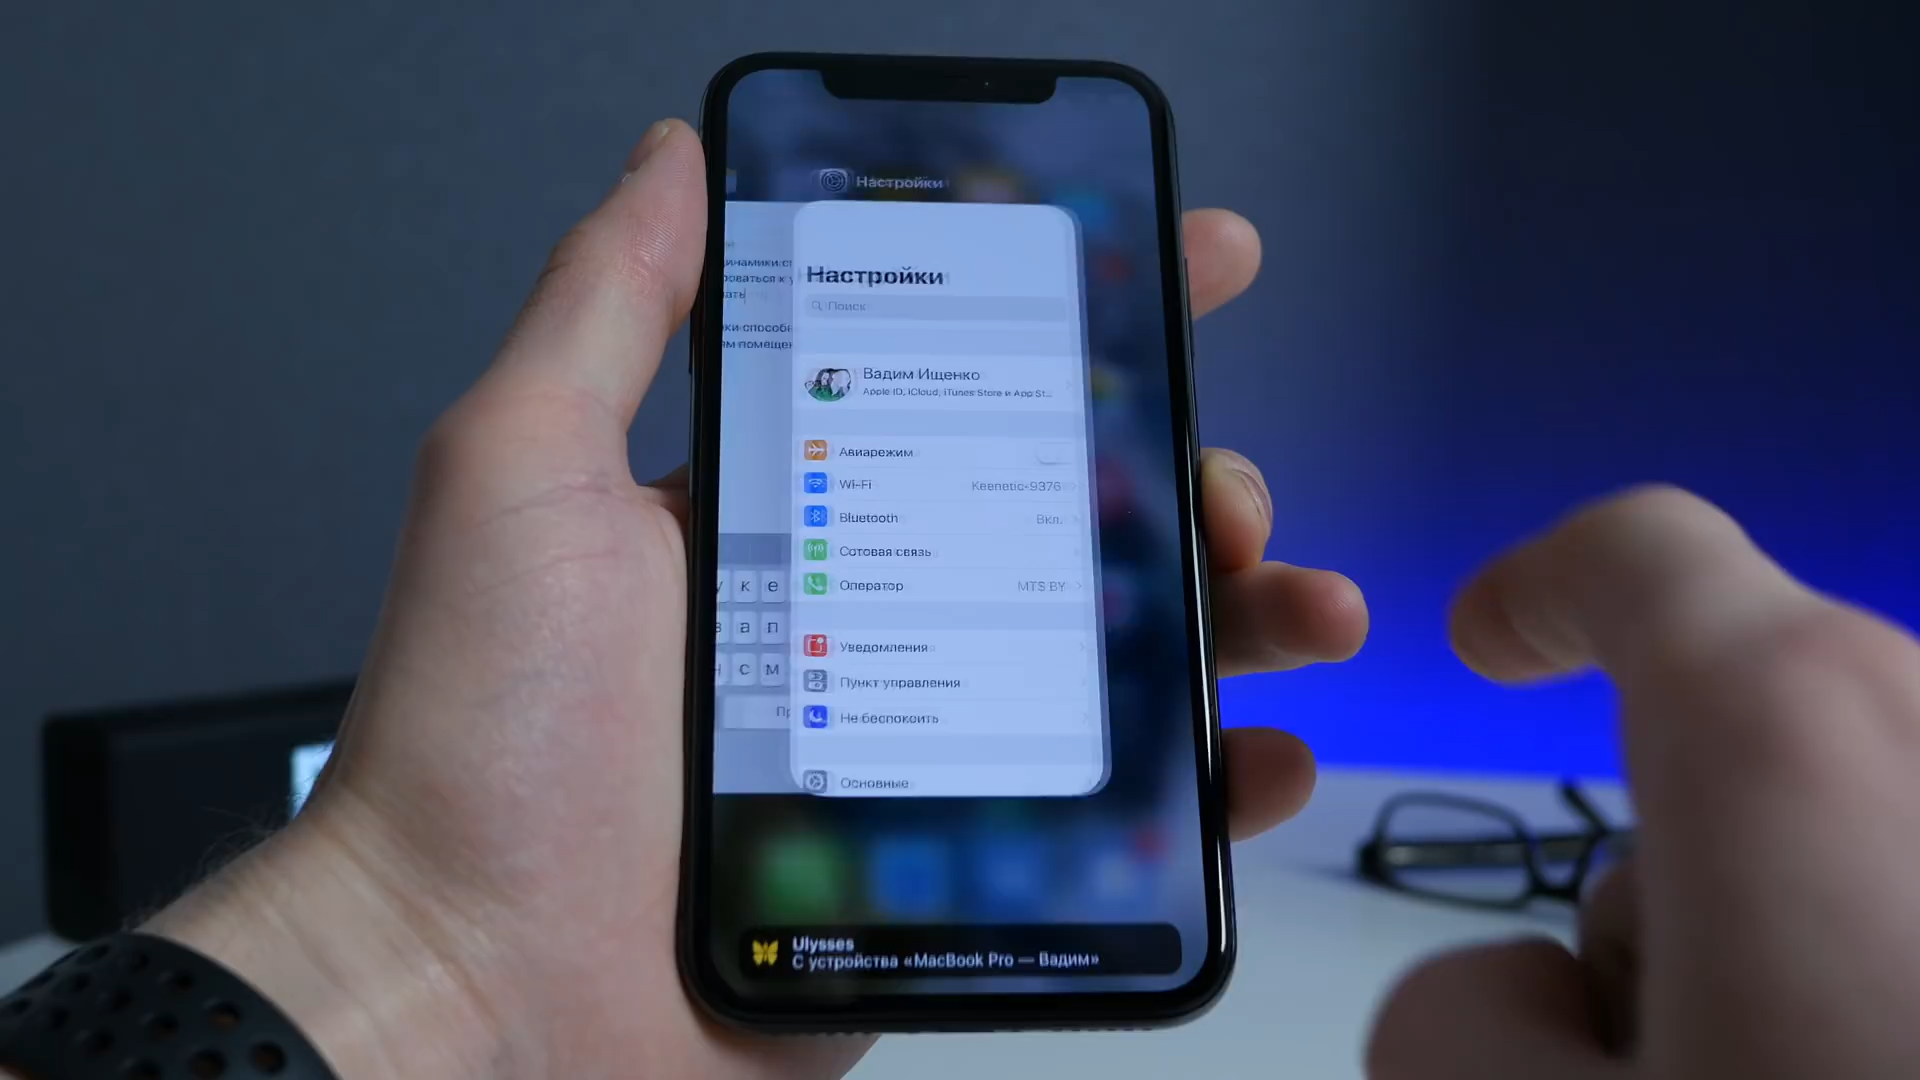 Настройки
Настройки
Поиск
Вадим Ищенко
Apple ID, iCloud, iTunes Store и App St...
Авиарежим
Wi-Fi Keenetic-9376
Bluetooth Вкл.
Сотовая связь
Оператор MTS BY
Уведомления
Пункт управления
Не беспокоить
Основные
у к е
в а п
с м
Ulysses
С устройства «MacBook Pro — Вадим»